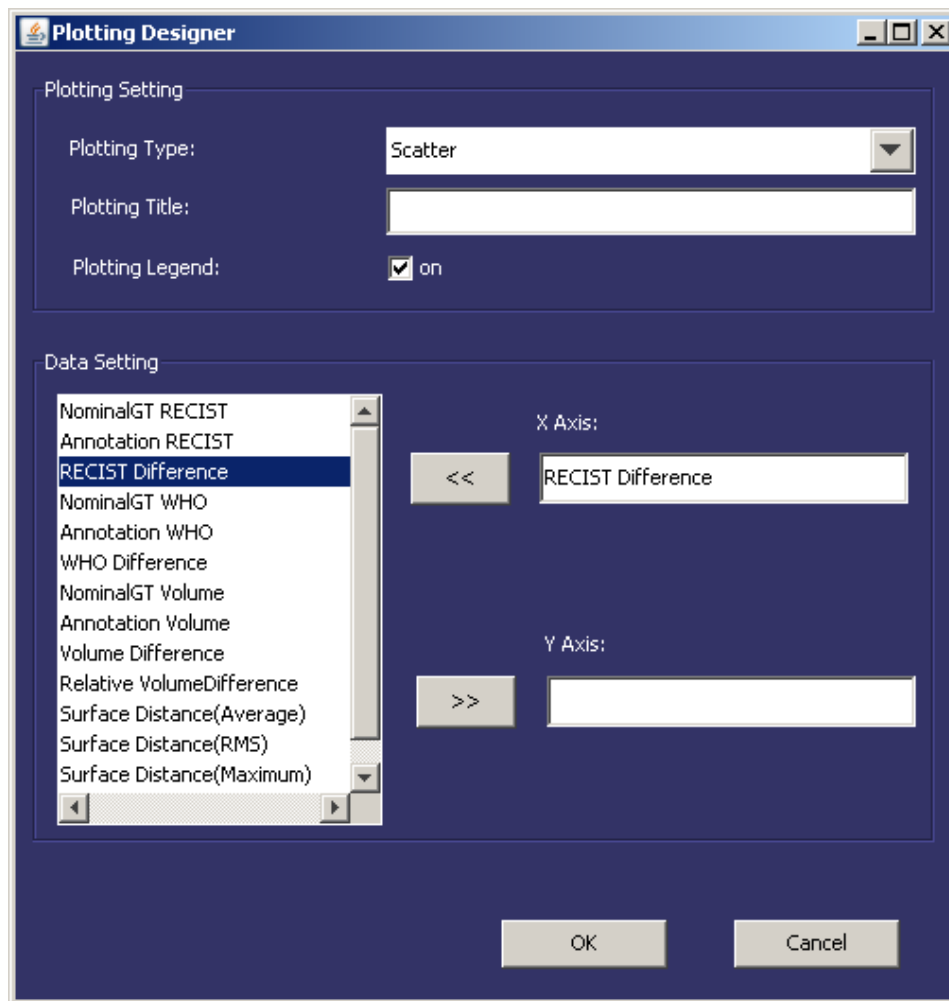 Plotting Designer
Plotting Setting
Plotting Type:
Scatter
Plotting Title:
Plotting Legend:
on
Data Setting
NominalGT RECIST
Annotation RECIST
RECIST Difference
NominalGT WHO
Annotation WHO
WHO Difference
NominalGT Volume
Annotation Volume
Volume Difference
Relative VolumeDifference
Surface Distance(Average)
Surface Distance(RMS)
Surface Distance(Maximum)
X Axis:
<<
RECIST Difference
Y Axis:
>>
OK
Cancel